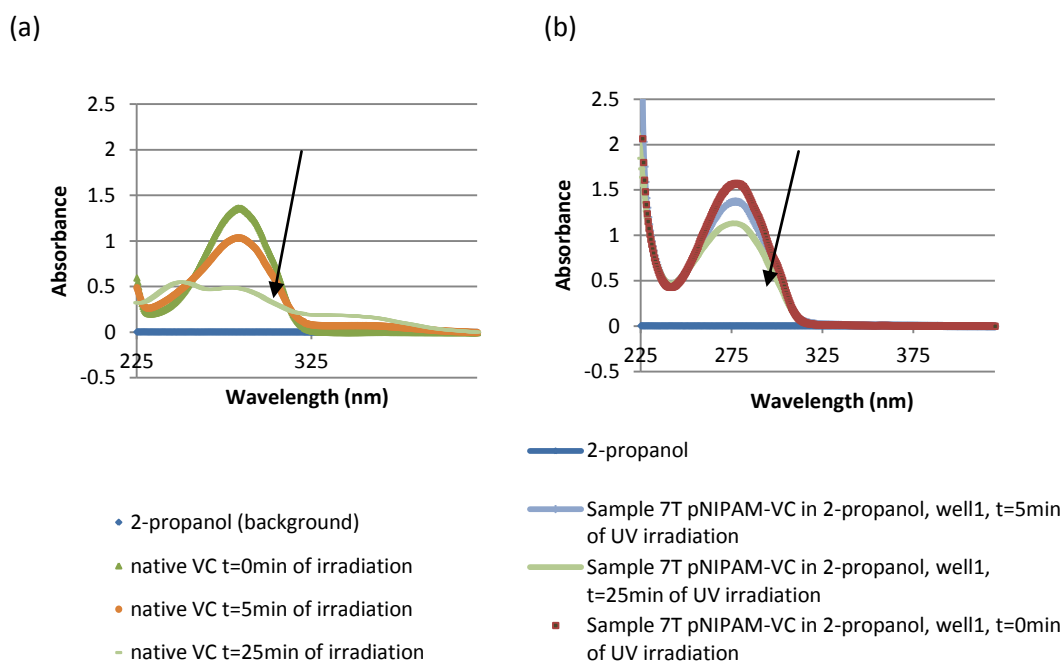 (a)
2.5
2
1.5
1
0.5
0
-0.5
225
325
Absorbance
Wavelength (nm)
2-propanol (background)
native VC t=0min of irradiation
native VC t=5min of irradiation
native VC t=25min of irradiation
(b)
2.5
2
1.5
1
0.5
0
-0.5
225
275
325
375
Absorbance
Wavelength (nm)
2-propanol
Sample 7T pNIPAM-VC in 2-propanol, well1, t=5min
of UV irradiation
Sample 7T pNIPAM-VC in 2-propanol, well1,
t=25min of UV irradiation
Sample 7T pNIPAM-VC in 2-propanol, well1, t=0min
of UV irradiation